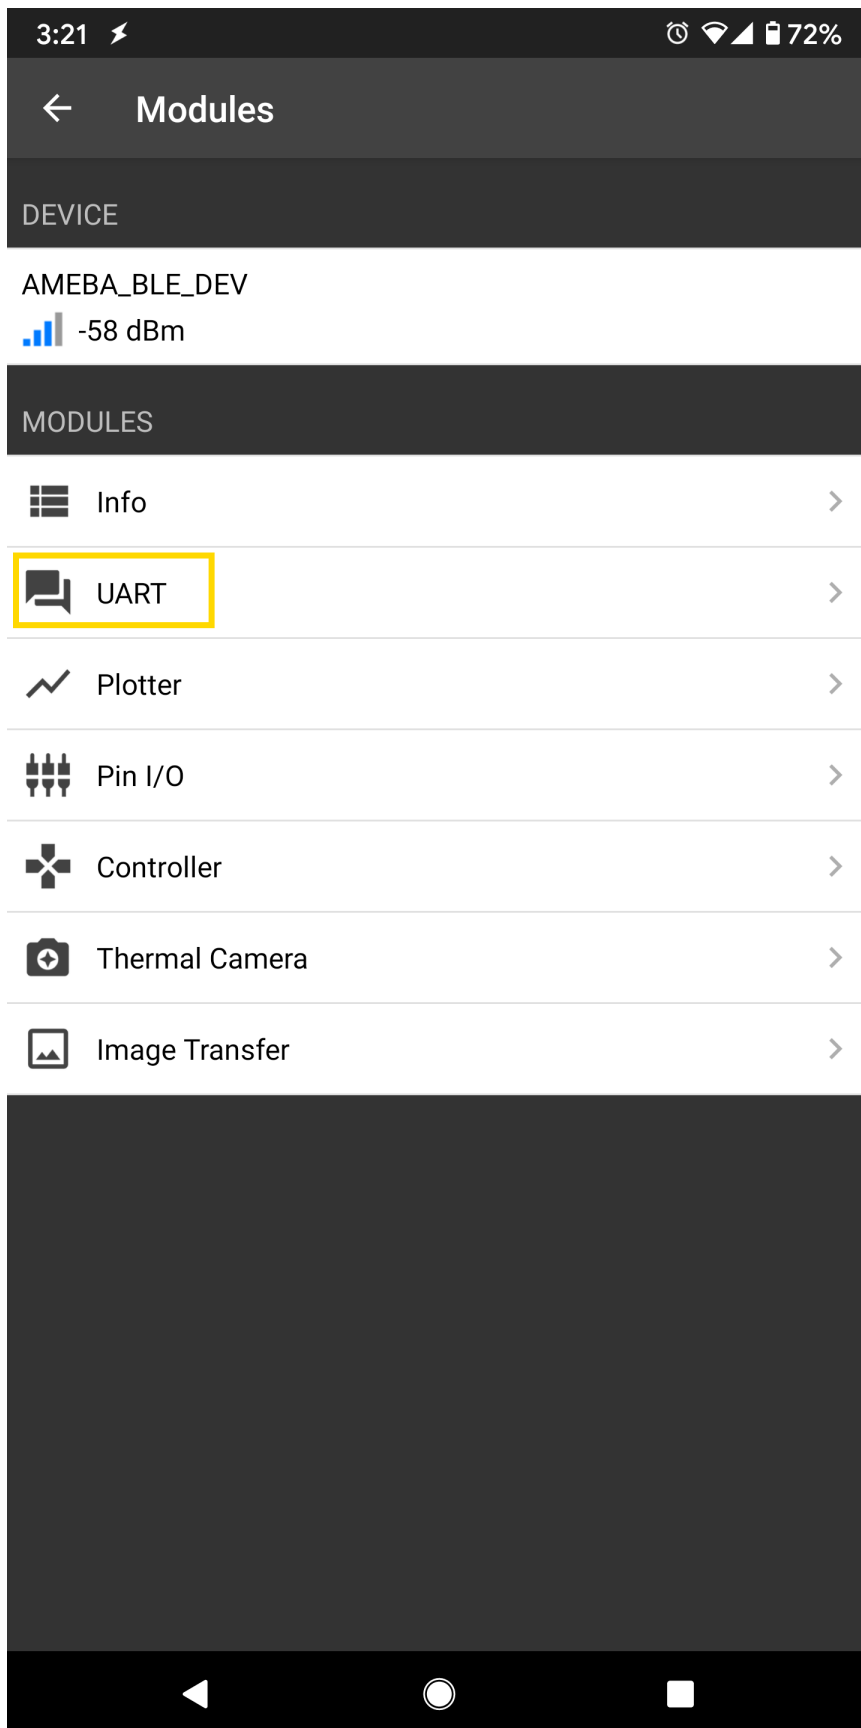 3:21 72%
Modules
DEVICE
AMEBA_BLE_DEV
-58 dBm
MODULES
Info
UART
Plotter
Pin I/O
Controller
Thermal Camera
Image Transfer